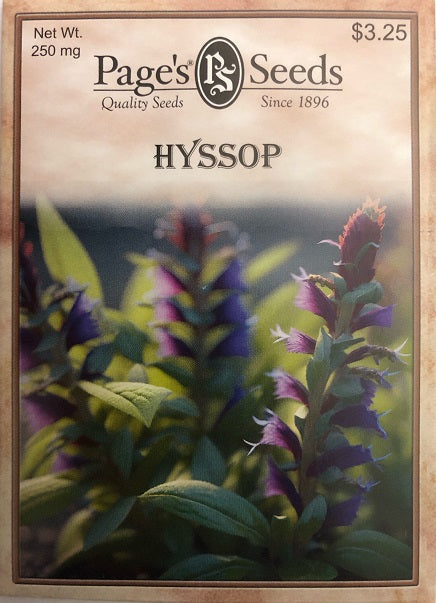 Net Wt.
250 mg
$3.25
Page's® PS Seeds
Quality Seeds Since 1896
HYSSOP